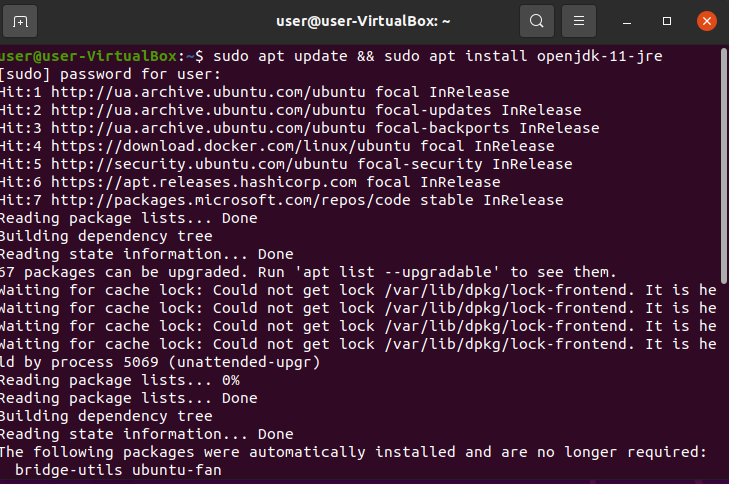 user@user-VirtualBox: ~
user@user-VirtualBox:~$ sudo apt update && sudo apt install openjdk-11-jre
[sudo] password for user:
Hit:1 http://ua.archive.ubuntu.com/ubuntu focal InRelease
Hit:2 http://ua.archive.ubuntu.com/ubuntu focal-updates InRelease
Hit:3 http://ua.archive.ubuntu.com/ubuntu focal-backports InRelease
Hit:4 https://download.docker.com/linux/ubuntu focal InRelease
Hit:5 http://security.ubuntu.com/ubuntu focal-security InRelease
Hit:6 https://apt.releases.hashicorp.com focal InRelease
Hit:7 http://packages.microsoft.com/repos/code stable InRelease
Reading package lists... Done
Building dependency tree
Reading state information... Done
67 packages can be upgraded. Run 'apt list --upgradable' to see them.
Waiting for cache lock: Could not get lock /var/lib/dpkg/lock-frontend. It is he
Waiting for cache lock: Could not get lock /var/lib/dpkg/lock-frontend. It is he
Waiting for cache lock: Could not get lock /var/lib/dpkg/lock-frontend. It is he
Waiting for cache lock: Could not get lock /var/lib/dpkg/lock-frontend. It is he
ld by process 5069 (unattended-upgr)
Reading package lists... 0%
Reading package lists... Done
Building dependency tree
Reading state information... Done
The following packages were automatically installed and are no longer required:
bridge-utils ubuntu-fan